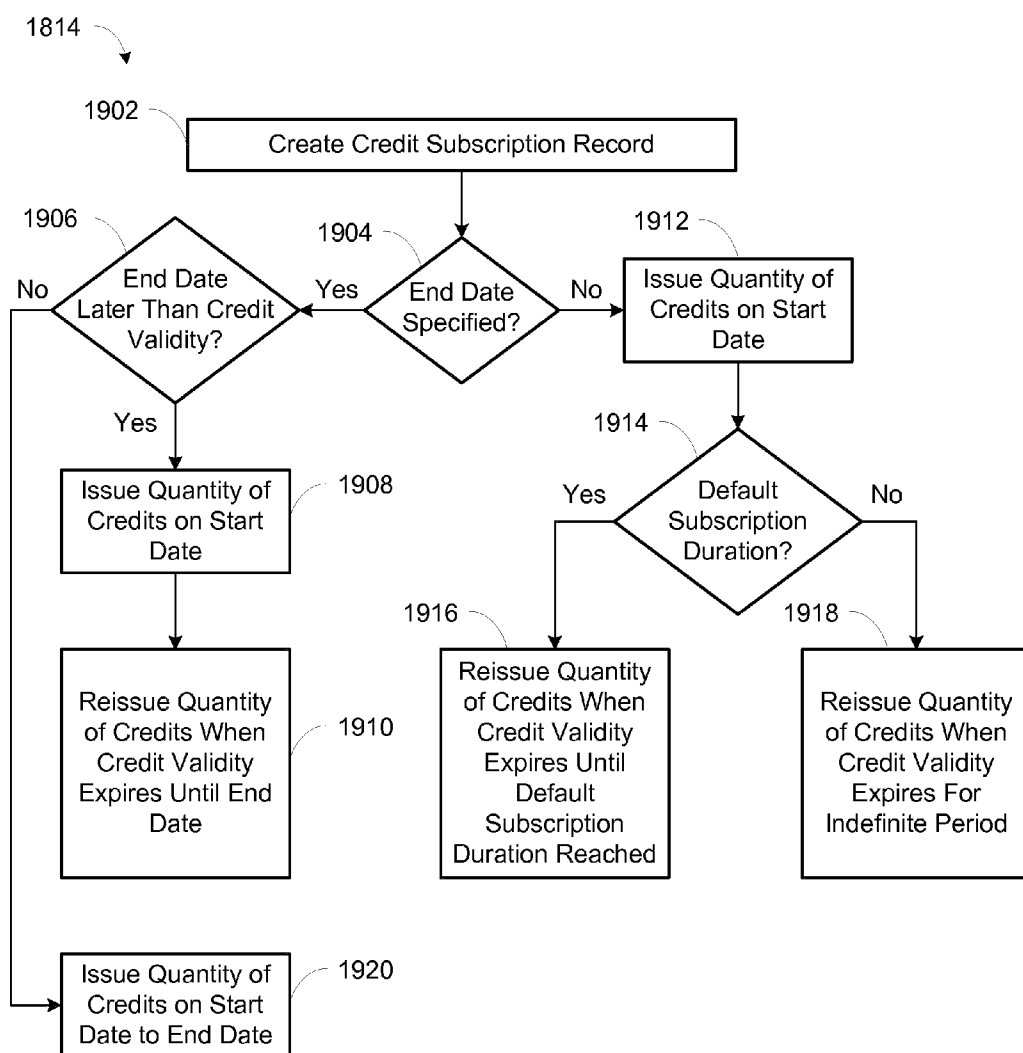 1814
1902
Create Credit Subscription Record
1906
1904
1912
End Date
Later Than Credit
Validity?
No
Yes
End Date
Specified?
No
Issue Quantity of
Credits on Start
Date
Yes
1914
Issue Quantity of
Credits on Start
Date
1908
Yes
Default
Subscription
Duration?
No
1916
1918
Reissue Quantity
of Credits When
Credit Validity
Expires Until End
Date
1910
Reissue Quantity
of Credits When
Credit Validity
Expires Until
Default
Subscription
Duration Reached
Reissue Quantity
of Credits When
Credit Validity
Expires For
Indefinite Period
Issue Quantity of
Credits on Start
Date to End Date
1920